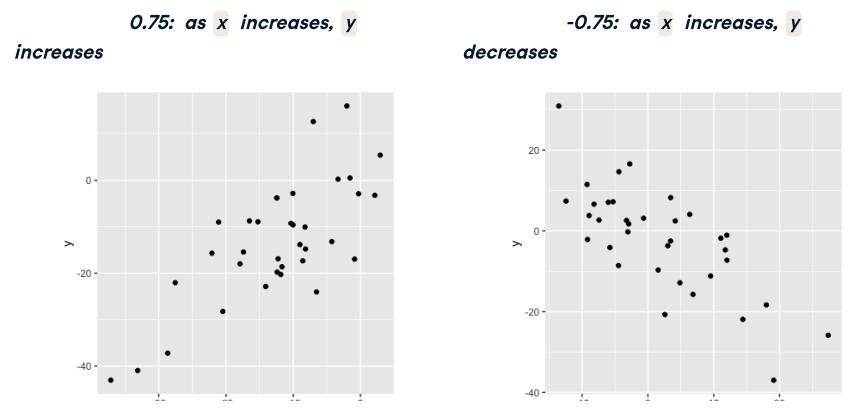 0.75: as x increases, y
increases
-0.75: as x increases, y
decreases
0
-20
-40
y
20
0
-20
-40
y